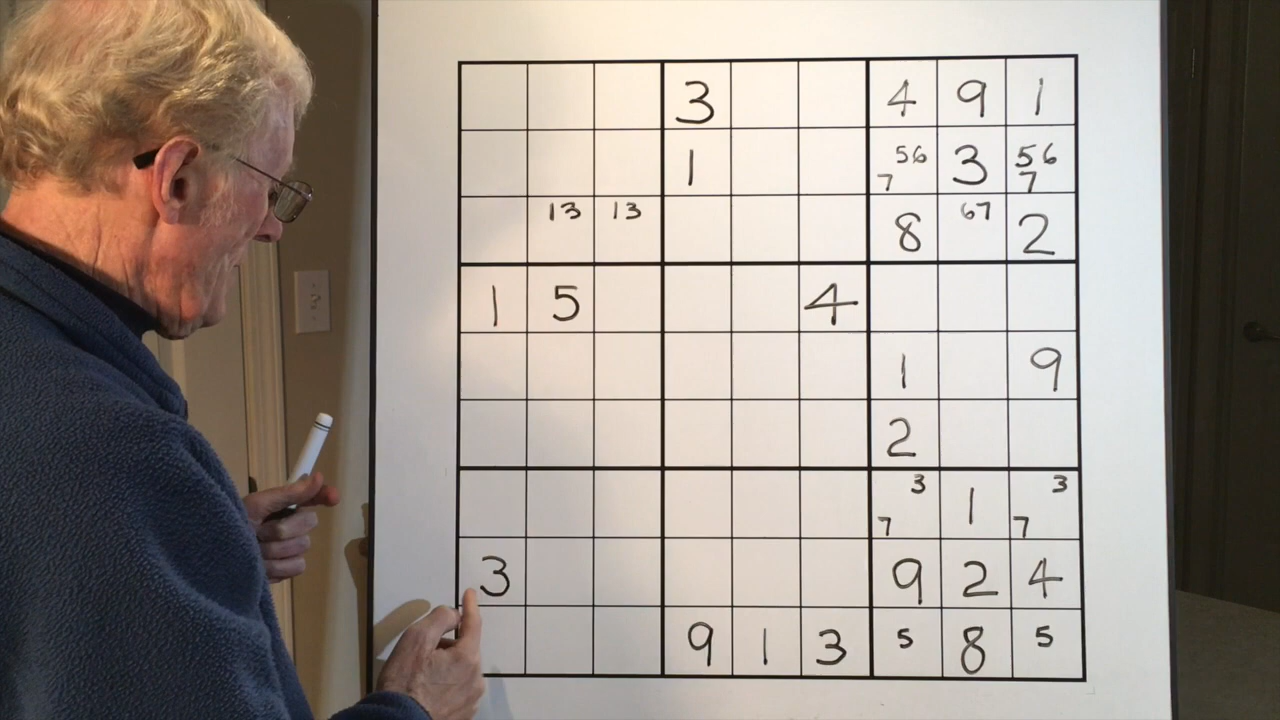 3 4 9 1
1 56 7 3 56 7
13 13 8 67 2
1 5 4
1 9
2
3 7 1 3 7
3 9 2 4
9 1 3 5 8 5